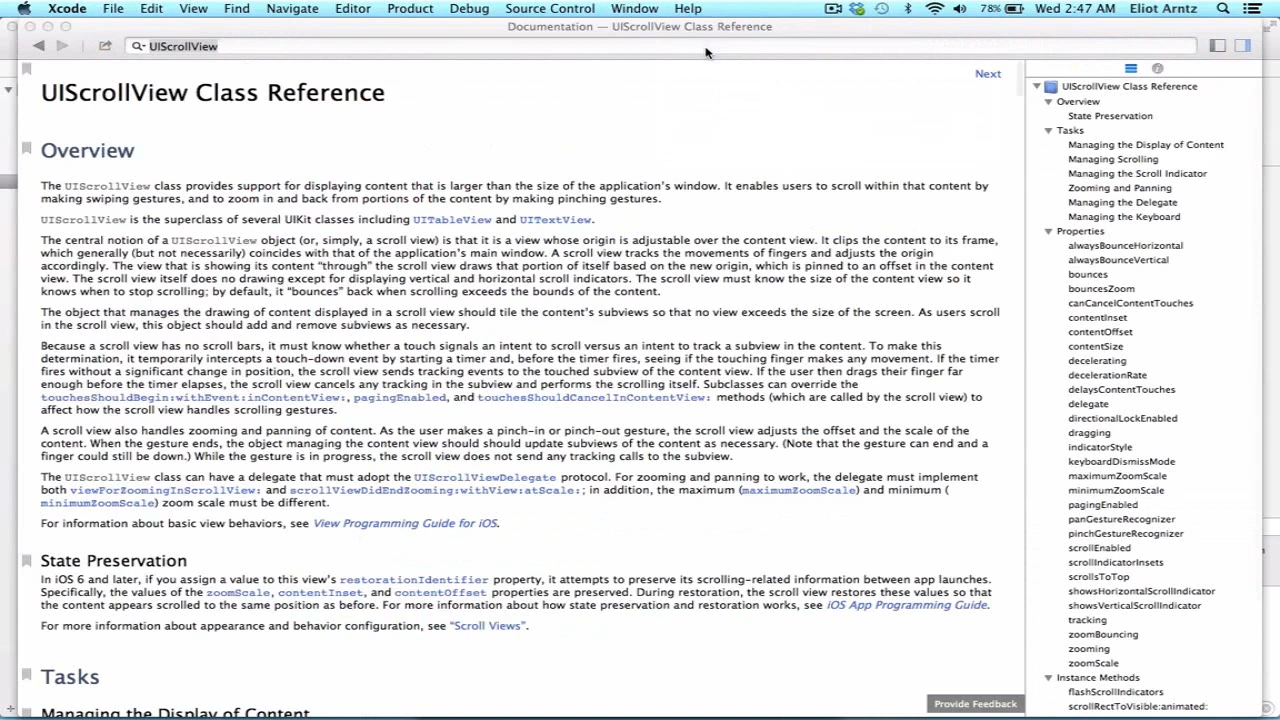 Xcode File Edit View Find Navigate Editor Product Debug Source Control Window Help 78% Wed 2:47 AM Eliot Arntz
Documentation — UIScrollView Class Reference
UIScrollView
Next
UIScrollView Class Reference
Overview
The UIScrollView class provides support for displaying content that is larger than the size of the application's window. It enables users to scroll within that content by
making swiping gestures, and to zoom in and back from portions of the content by making pinching gestures.
UIScrollView is the superclass of several UIKit classes including UITableView and UITextView.
The central notion of a UIScrollView object (or, simply, a scroll view) is that it is a view whose origin is adjustable over the content view. It clips the content to its frame,
which generally (but not necessarily) coincides with that of the application's main window. A scroll view tracks the movements of fingers and adjusts the origin
accordingly. The view that is showing its content “through” the scroll view draws that portion of itself based on the new origin, which is pinned to an offset in the content
view. The scroll view itself does no drawing except for displaying vertical and horizontal scroll indicators. The scroll view must know the size of the content view so it
knows when to stop scrolling; by default, it “bounces” back when scrolling exceeds the bounds of the content.
The object that manages the drawing of content displayed in a scroll view should tile the content's subviews so that no view exceeds the size of the screen. As users scroll
in the scroll view, this object should add and remove subviews as necessary.
Because a scroll view has no scroll bars, it must know whether a touch signals an intent to scroll versus an intent to track a subview in the content. To make this
determination, it temporarily intercepts a touch-down event by starting a timer and, before the timer fires, seeing if the touching finger makes any movement. If the timer
fires without a significant change in position, the scroll view sends tracking events to the touched subview of the content view. If the user then drags their finger far
enough before the timer elapses, the scroll view cancels any tracking in the subview and performs the scrolling itself. Subclasses can override the
touchesShouldBegin:withEvent:inContentView:, pagingEnabled, and touchesShouldCancelInContentView: methods (which are called by the scroll view) to
affect how the scroll view handles scrolling gestures.
A scroll view also handles zooming and panning of content. As the user makes a pinch-in or pinch-out gesture, the scroll view adjusts the offset and the scale of the
content. When the gesture ends, the object managing the content view should should update subviews of the content as necessary. (Note that the gesture can end and a
finger could still be down.) While the gesture is in progress, the scroll view does not send any tracking calls to the subview.
The UIScrollView class can have a delegate that must adopt the UIScrollViewDelegate protocol. For zooming and panning to work, the delegate must implement
both viewForZoomingInScrollView: and scrollViewDidEndZooming:withView:atScale:; in addition, the maximum (maximumZoomScale) and minimum (
minimumZoomScale) zoom scale must be different.
For information about basic view behaviors, see View Programming Guide for iOS.
State Preservation
In iOS 6 and later, if you assign a value to this view's restorationIdentifier property, it attempts to preserve its scrolling-related information between app launches.
Specifically, the values of the zoomScale, contentInset, and contentOffset properties are preserved. During restoration, the scroll view restores these values so that
the content appears scrolled to the same position as before. For more information about how state preservation and restoration works, see iOS App Programming Guide.
For more information about appearance and behavior configuration, see “Scroll Views”.
Tasks
Managing the Display of Content
Provide Feedback
UIScrollView Class Reference
Overview
State Preservation
Tasks
Managing the Display of Content
Managing Scrolling
Managing the Scroll Indicator
Zooming and Panning
Managing the Delegate
Managing the Keyboard
Properties
alwaysBounceHorizontal
alwaysBounceVertical
bounces
bouncesZoom
canCancelContentTouches
contentInset
contentOffset
contentSize
decelerating
decelerationRate
delaysContentTouches
delegate
directionalLockEnabled
dragging
indicatorStyle
keyboardDismissMode
maximumZoomScale
minimumZoomScale
pagingEnabled
panGestureRecognizer
pinchGestureRecognizer
scrollEnabled
scrollIndicatorInsets
scrollsToTop
showsHorizontalScrollIndicator
showsVerticalScrollIndicator
tracking
zoomBouncing
zooming
zoomScale
Instance Methods
flashScrollIndicators
scrollRectToVisible:animated: